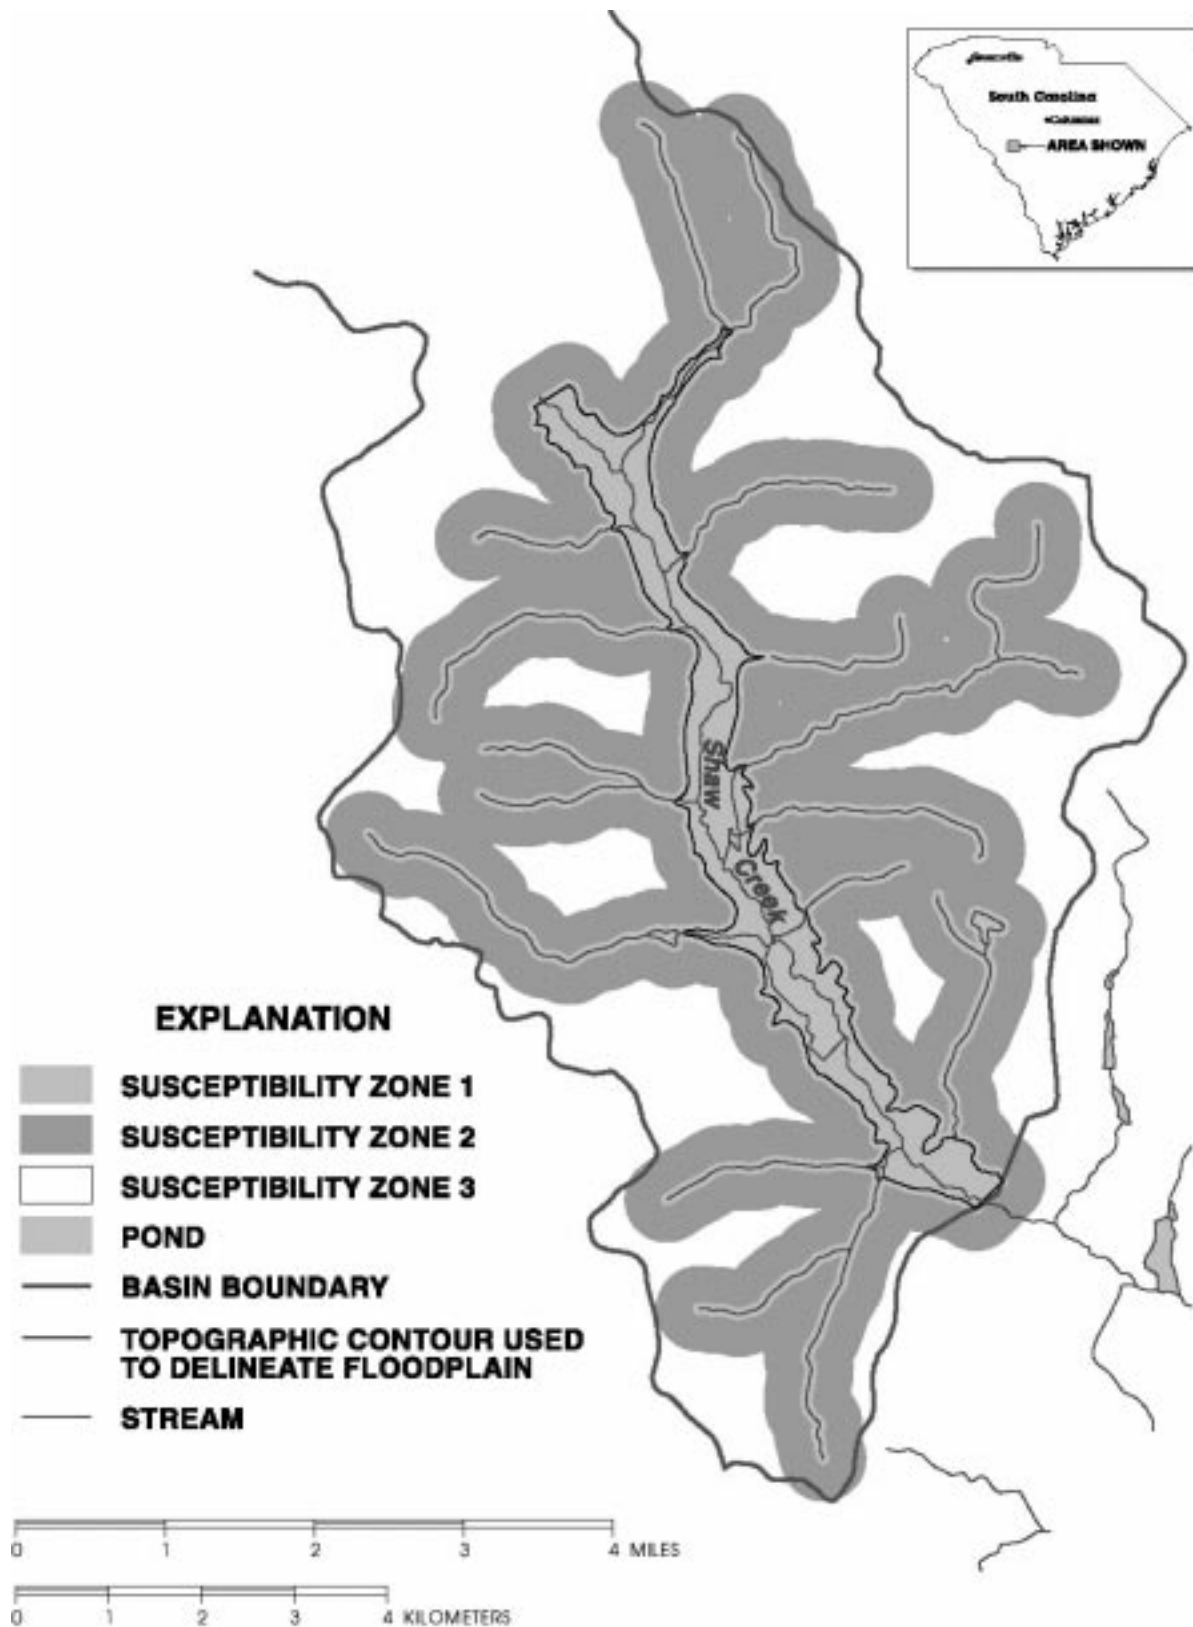 South Carolina
AREA SHOWN
Shaw
Creek
EXPLANATION
SUSCEPTIBILITY ZONE 1
SUSCEPTIBILITY ZONE 2
SUSCEPTIBILITY ZONE 3
POND
BASIN BOUNDARY
TOPOGRAPHIC CONTOUR USED
TO DELINEATE FLOODPLAIN
STREAM
0 1 2 3 4 MILES
0 1 2 3 4 KILOMETERS